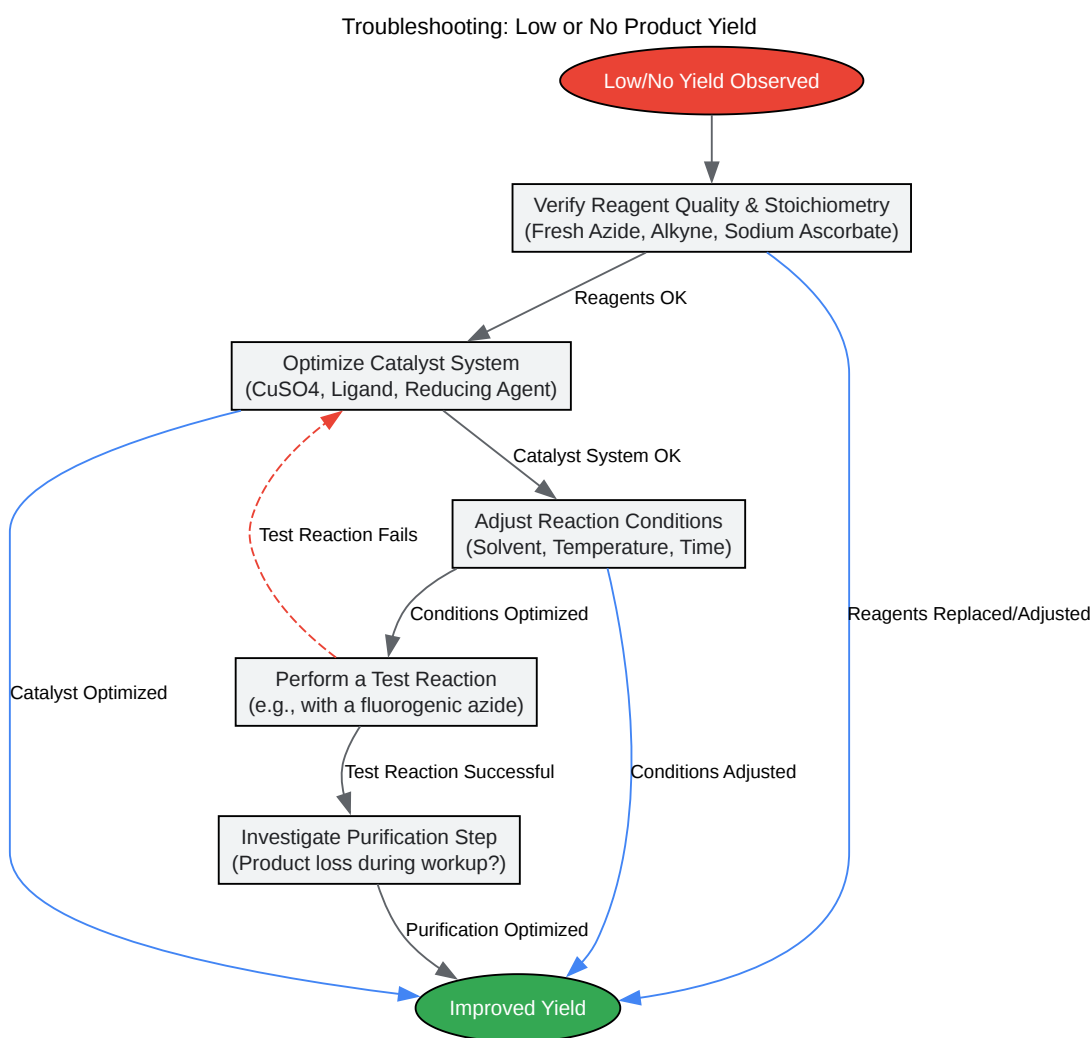 Troubleshooting: Low or No Product Yield
Low/No Yield Observed
Verify Reagent Quality & Stoichiometry
(Fresh Azide, Alkyne, Sodium Ascorbate)
Reagents OK
Optimize Catalyst System
(CuSO4, Ligand, Reducing Agent)
Catalyst System OK
Adjust Reaction Conditions
(Solvent, Temperature, Time)
Test Reaction Fails
Conditions Optimized
Reagents Replaced/Adjusted
Perform a Test Reaction
(e.g., with a fluorogenic azide)
Catalyst Optimized
Test Reaction Successful
Conditions Adjusted
Investigate Purification Step
(Product loss during workup?)
Purification Optimized
Improved Yield